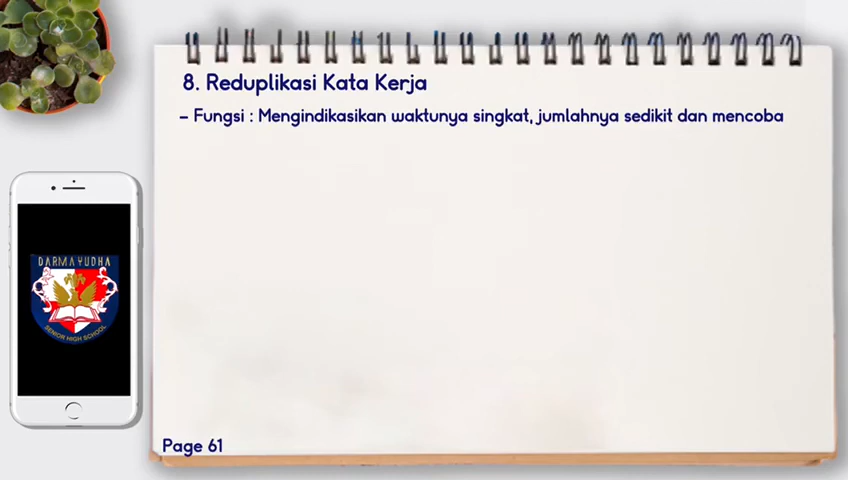 8. Reduplikasi Kata Kerja
- Fungsi : Mengindikasikan waktunya singkat, jumlahnya sedikit dan mencoba
DARMA YUDHA
SENIOR HIGH SCHOOL
Page 61